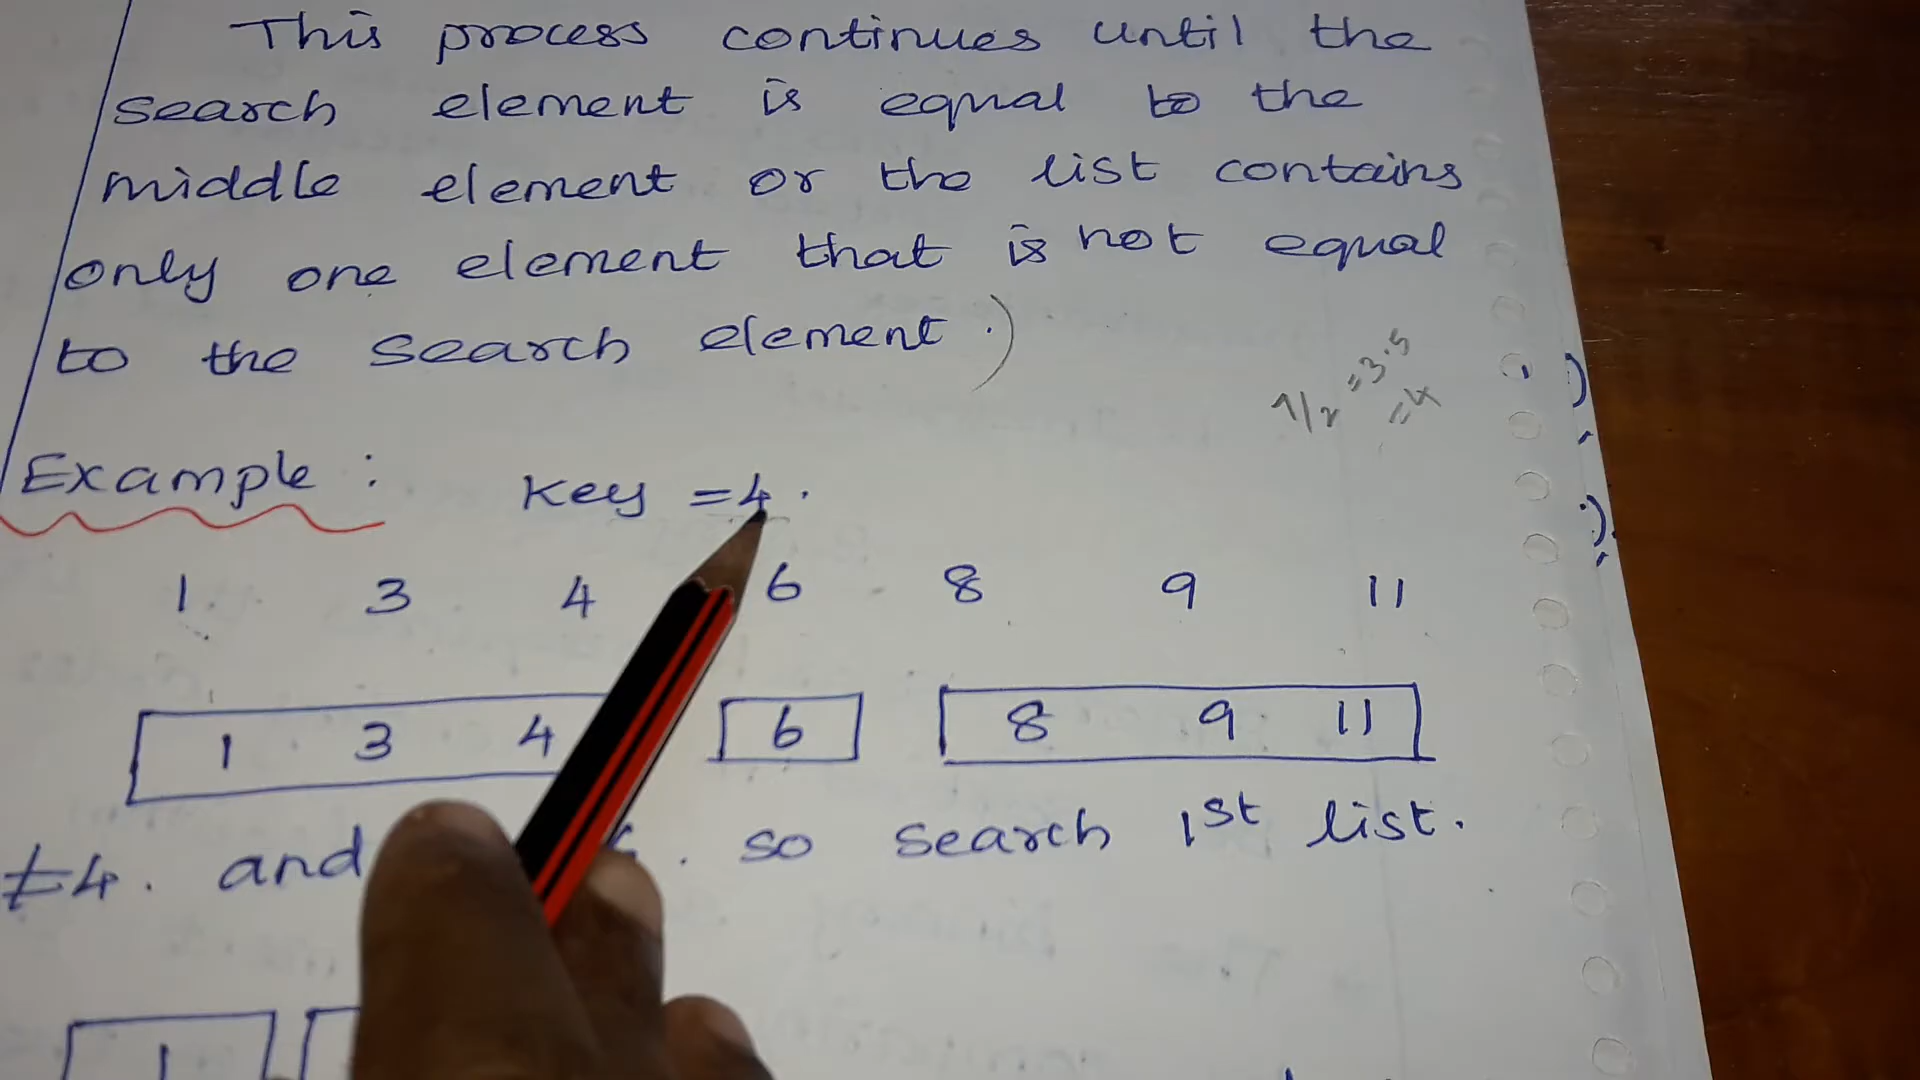 This process continues until the
search element is equal to the
middle element or the list contains
only one element that is not equal
to the search element.)
7/2 = 3.5
= 4
Example : Key = 4.
1 3 4 6 8 9 11
1 3 4 6 8 9 11
≠4. and . so search 1st list.
1